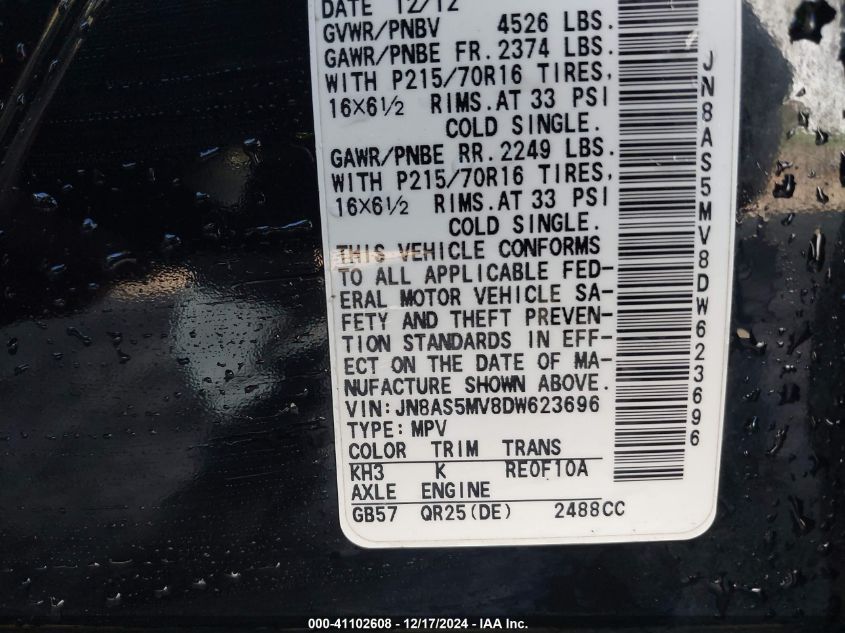 DATE 12/12
GVWR/PNBV 4526 LBS.
GAWR/PNBE FR.2374 LBS.
WITH P215/70R16 TIRES,
16×6½ RIMS.AT 33 PSI
COLD SINGLE.
GAWR/PNBE RR.2249 LBS.
WITH P215/70R16 TIRES,
16×6½ RIMS.AT 33 PSI
COLD SINGLE.
THIS VEHICLE CONFORMS
TO ALL APPLICABLE FED-
ERAL MOTOR VEHICLE SA-
FETY AND THEFT PREVEN-
TION STANDARDS IN EFF-
ECT ON THE DATE OF MA-
NUFACTURE SHOWN ABOVE.
VIN:JN8AS5MV8DW623696
TYPE:MPV
COLOR TRIM TRANS
KH3 K RE0F10A
AXLE ENGINE
GB57 QR25(DE) 2488CC
JN8AS5MV8DW623696
000-41102608 – 12/17/2024 – IAA Inc.